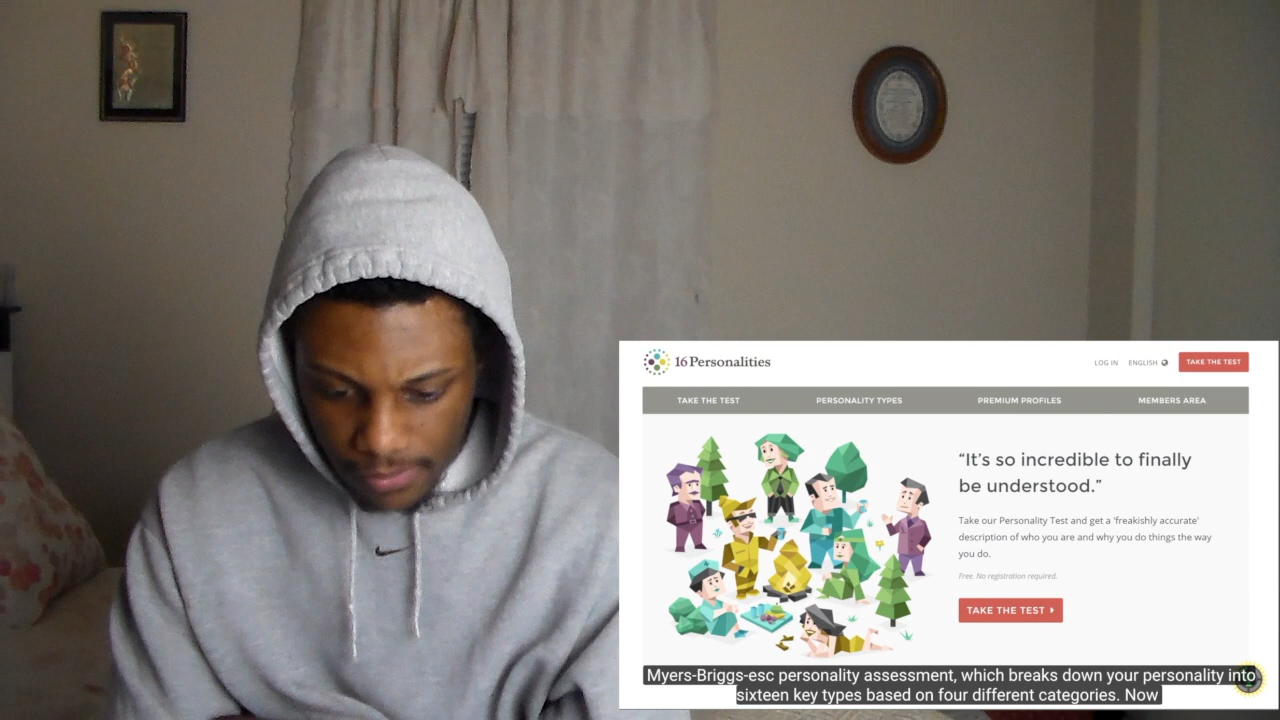 16Personalities
LOG IN ENGLISH TAKE THE TEST
TAKE THE TEST PERSONALITY TYPES PREMIUM PROFILES MEMBERS AREA
“It’s so incredible to finally
be understood.”
Take our Personality Test and get a 'freakishly accurate'
description of who you are and why you do things the way
you do.
Free. No registration required.
TAKE THE TEST
Myers-Briggs-esc personality assessment, which breaks down your personality into
sixteen key types based on four different categories. Now